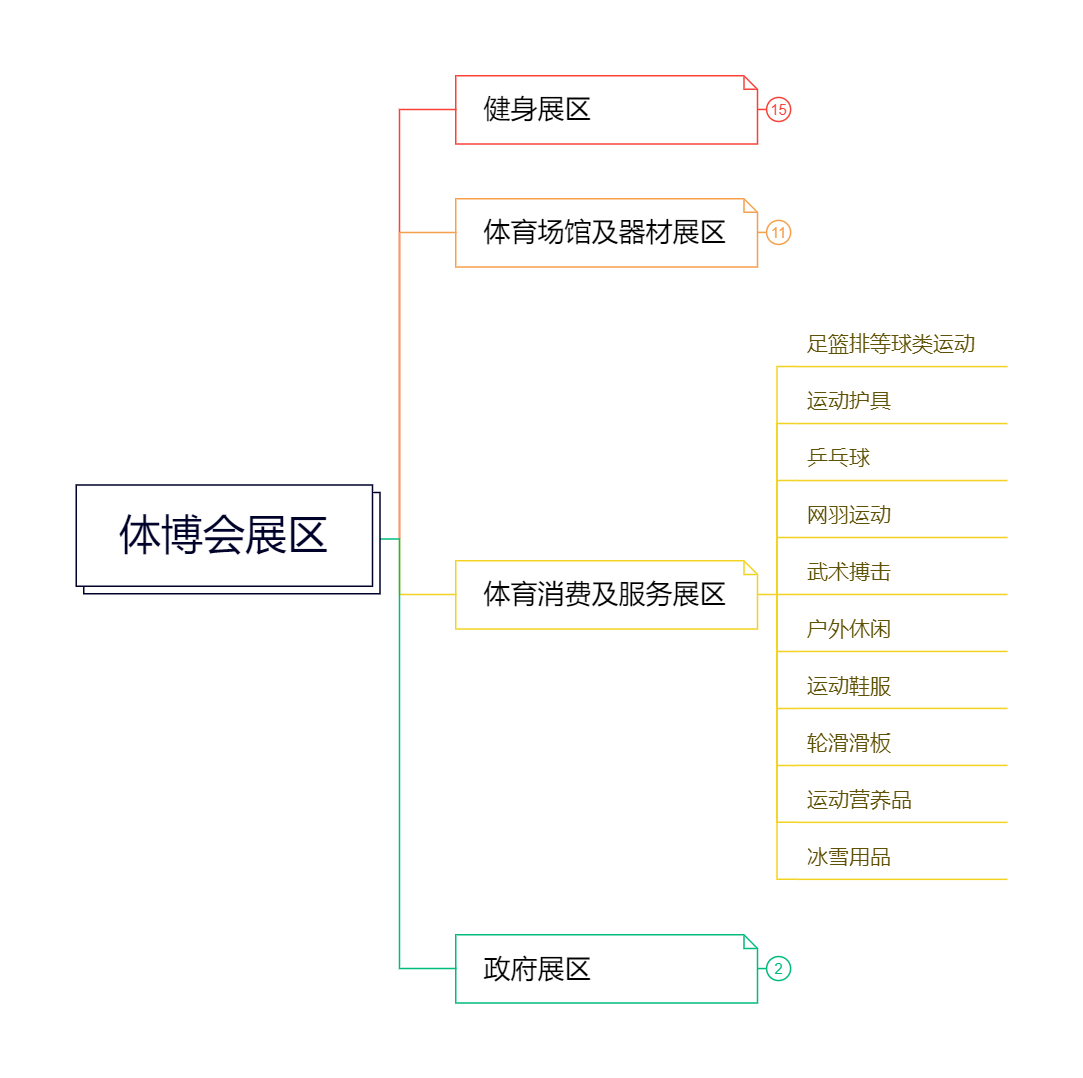 健身展区
15
体育场馆及器材展区
11
体博会展区
体育消费及服务展区
足篮排等球类运动
运动护具
乒乓球
网羽运动
武术搏击
户外休闲
运动鞋服
轮滑滑板
运动营养品
冰雪用品
政府展区
2